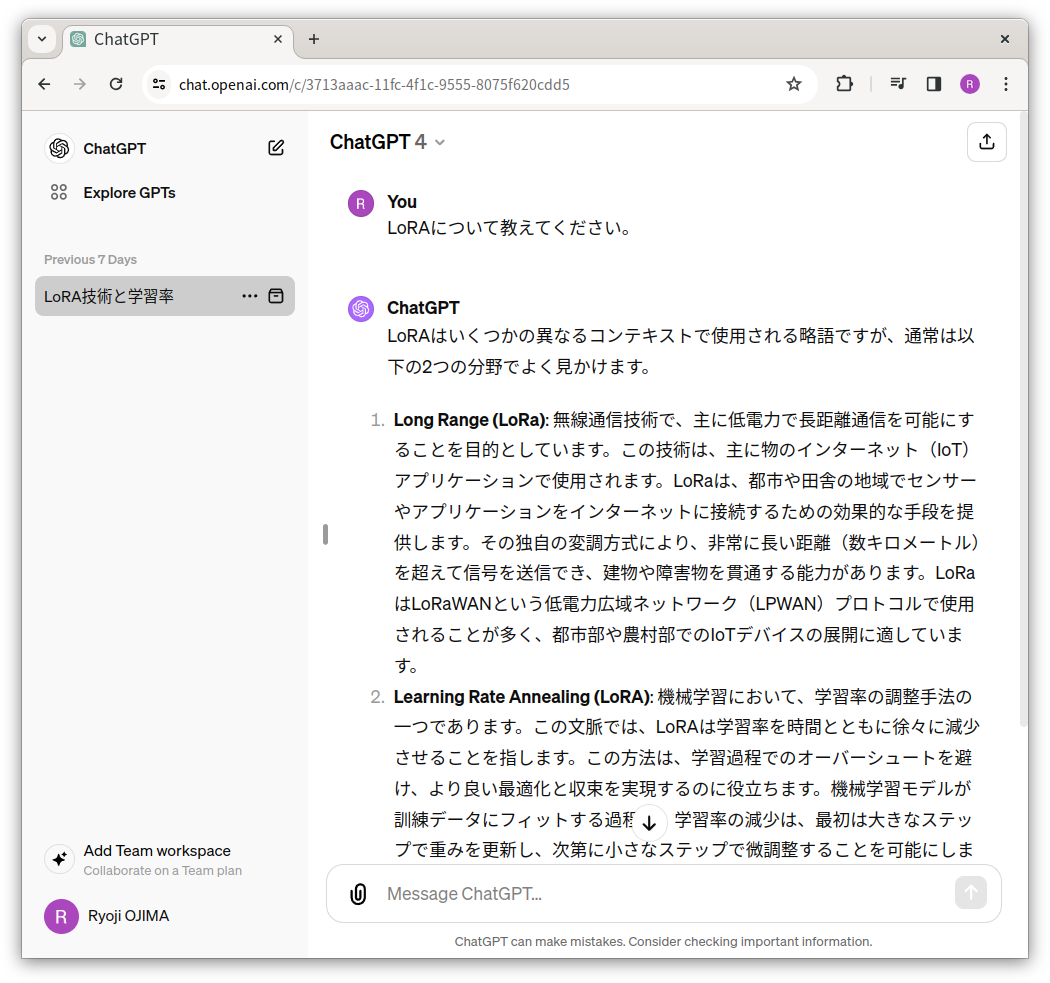 ChatGPT
chat.openai.com/c/3713aaac-11fc-4f1c-9555-8075f620cdd5
R
ChatGPT
Explore GPTs
Previous 7 Days
LoRA技術と学習率
Add Team workspace
Collaborate on a Team plan
R
Ryoji OJIMA
ChatGPT 4
R
You
LoRAについて教えてください。
ChatGPT
LoRAはいくつかの異なるコンテキストで使用される略語ですが、通常は以
下の2つの分野でよく見かけます。
1. Long Range (LoRa): 無線通信技術で、主に低電力で長距離通信を可能にす
ることを目的としています。この技術は、主に物のインターネット（IoT）
アプリケーションで使用されます。LoRaは、都市や田舎の地域でセンサー
やアプリケーションをインターネットに接続するための効果的な手段を提
供します。その独自の変調方式により、非常に長い距離（数キロメートル）
を超えて信号を送信でき、建物や障害物を貫通する能力があります。LoRa
はLoRaWANという低電力広域ネットワーク（LPWAN）プロトコルで使用
されることが多く、都市部や農村部でのIoTデバイスの展開に適していま
す。
2. Learning Rate Annealing (LoRA): 機械学習において、学習率の調整手法の
一つであります。この文脈では、LoRAは学習率を時間とともに徐々に減少
させることを指します。この方法は、学習過程でのオーバーシュートを避
け、より良い最適化と収束を実現するのに役立ちます。機械学習モデルが
訓練データにフィットする過程 学習率の減少は、最初は大きなステッ
プで重みを更新し、次第に小さなステップで微調整することを可能にしま
Message ChatGPT…
ChatGPT can make mistakes. Consider checking important information.